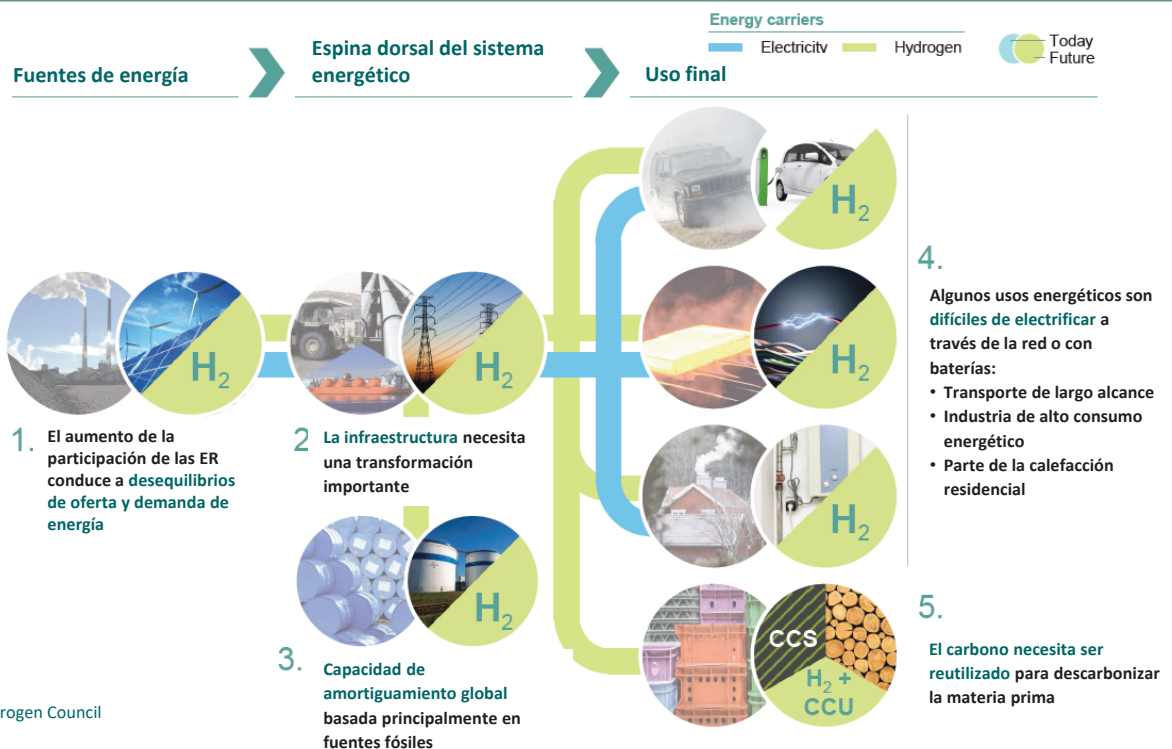 Energy carriers
Electricity
Hydrogen
Today
Future
Fuentes de energía
Espina dorsal del sistema
energético
Uso final
H2
H2
H2
H2
H2
H2
CCS
H2 +
CCU
1.
El aumento de la
participación de las ER
conduce a desequilibrios
de oferta y demanda de
energía
2
La infraestructura necesita
una transformación
importante
3.
Capacidad de
amortiguamiento global
basada principalmente en
fuentes fósiles
4.
Algunos usos energéticos son
difíciles de electrificar a
través de la red o con
baterías:
• Transporte de largo alcance
• Industria de alto consumo
energético
• Parte de la calefacción
residencial
5.
El carbono necesita ser
reutilizado para descarbonizar
la materia prima
rogen Council